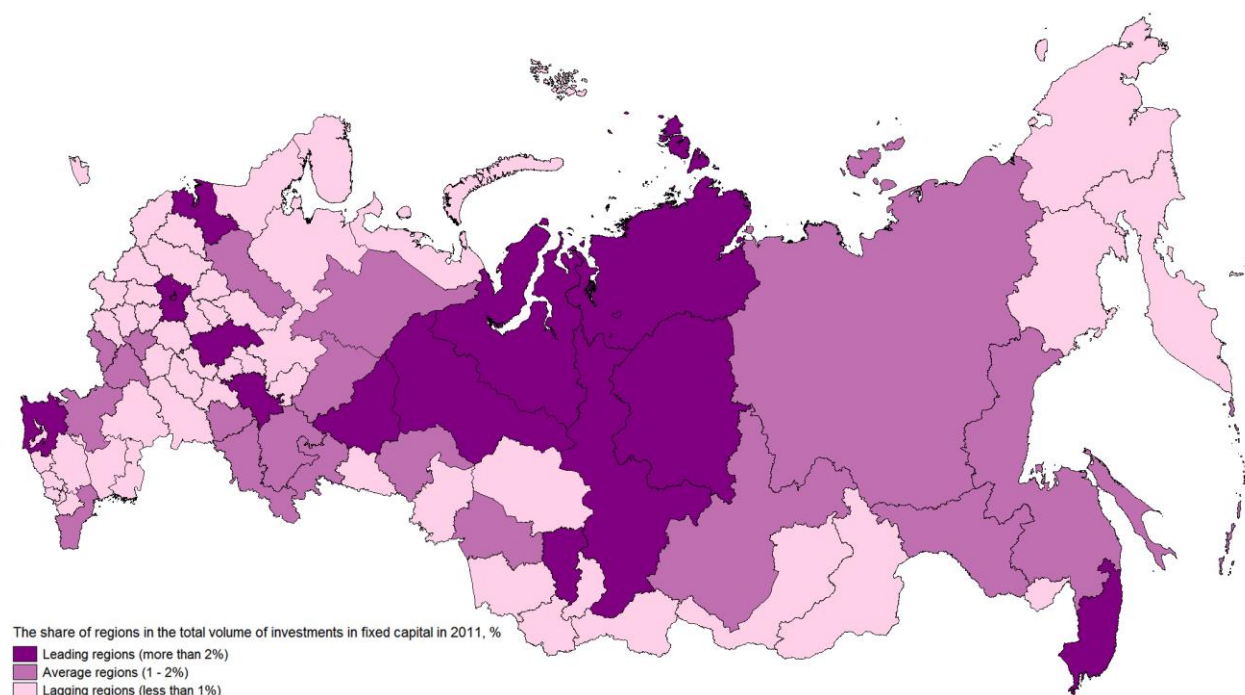 The share of regions in the total volume of investments in fixed capital in 2011, %
Leading regions (more than 2%)
Average regions (1 - 2%)
Lagging regions (less than 1%)